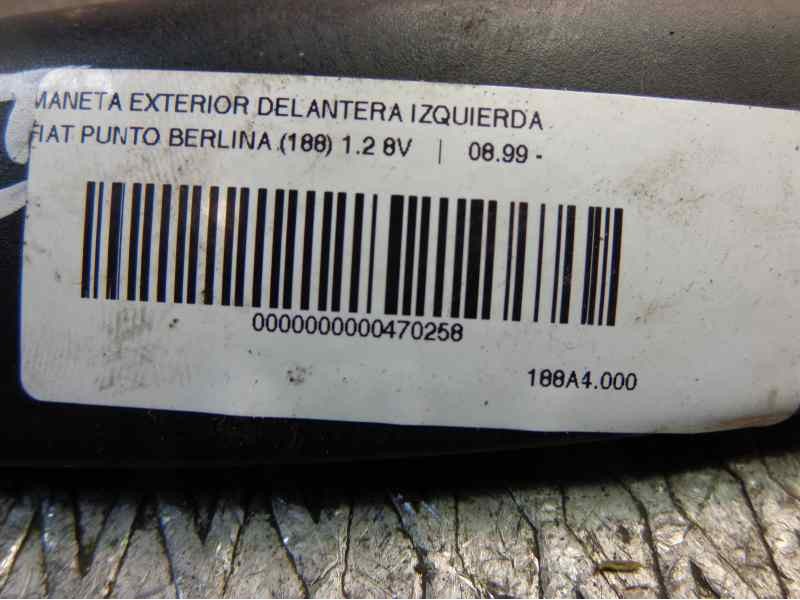 MANETA EXTERIOR DELANTERA IZQUIERDA
FIAT PUNTO BERLINA (188) 1.2 8V | 08.99 -
0000000000470258
188A4.000